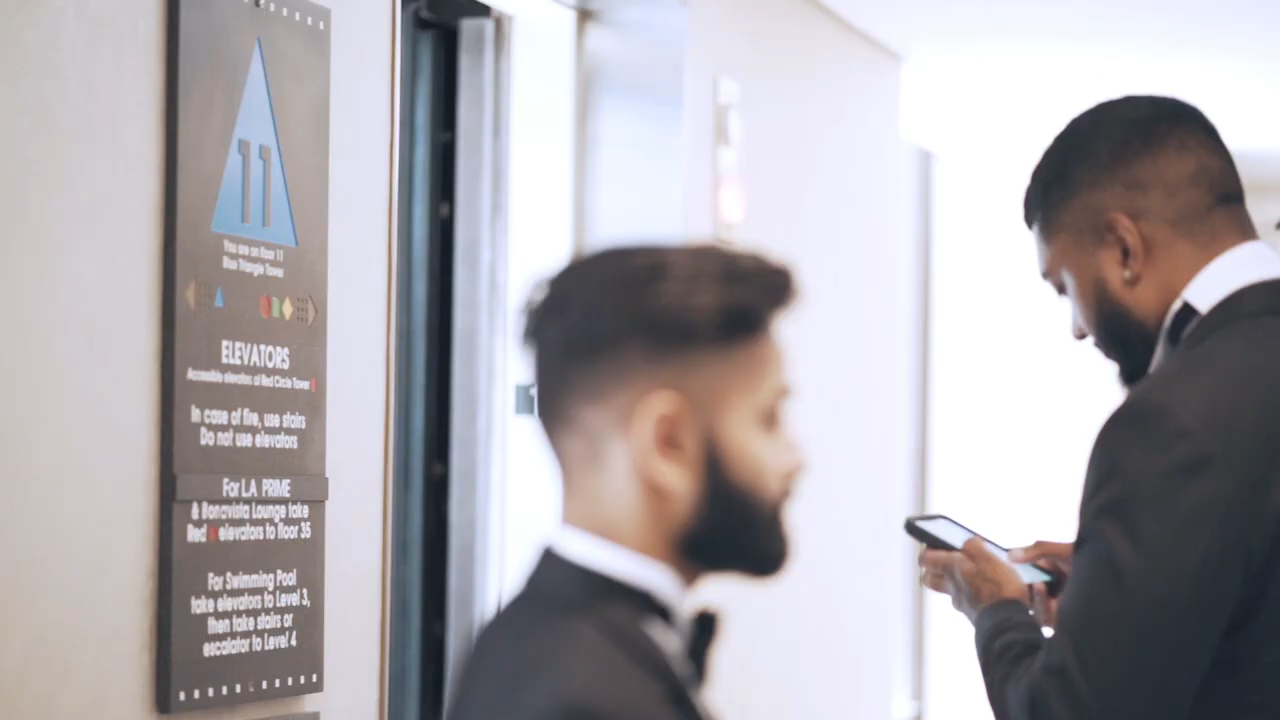 11
You are on floor 11
Blue Triangle Tower
ELEVATORS
Accessible elevators at Red Circle Tower
In case of fire, use stairs
Do not use elevators
For L.A. PRIME
& Bonavista Lounge take
Red elevators to floor 35
For Swimming Pool
take elevators to Level 3,
then take stairs or
escalator to Level 4